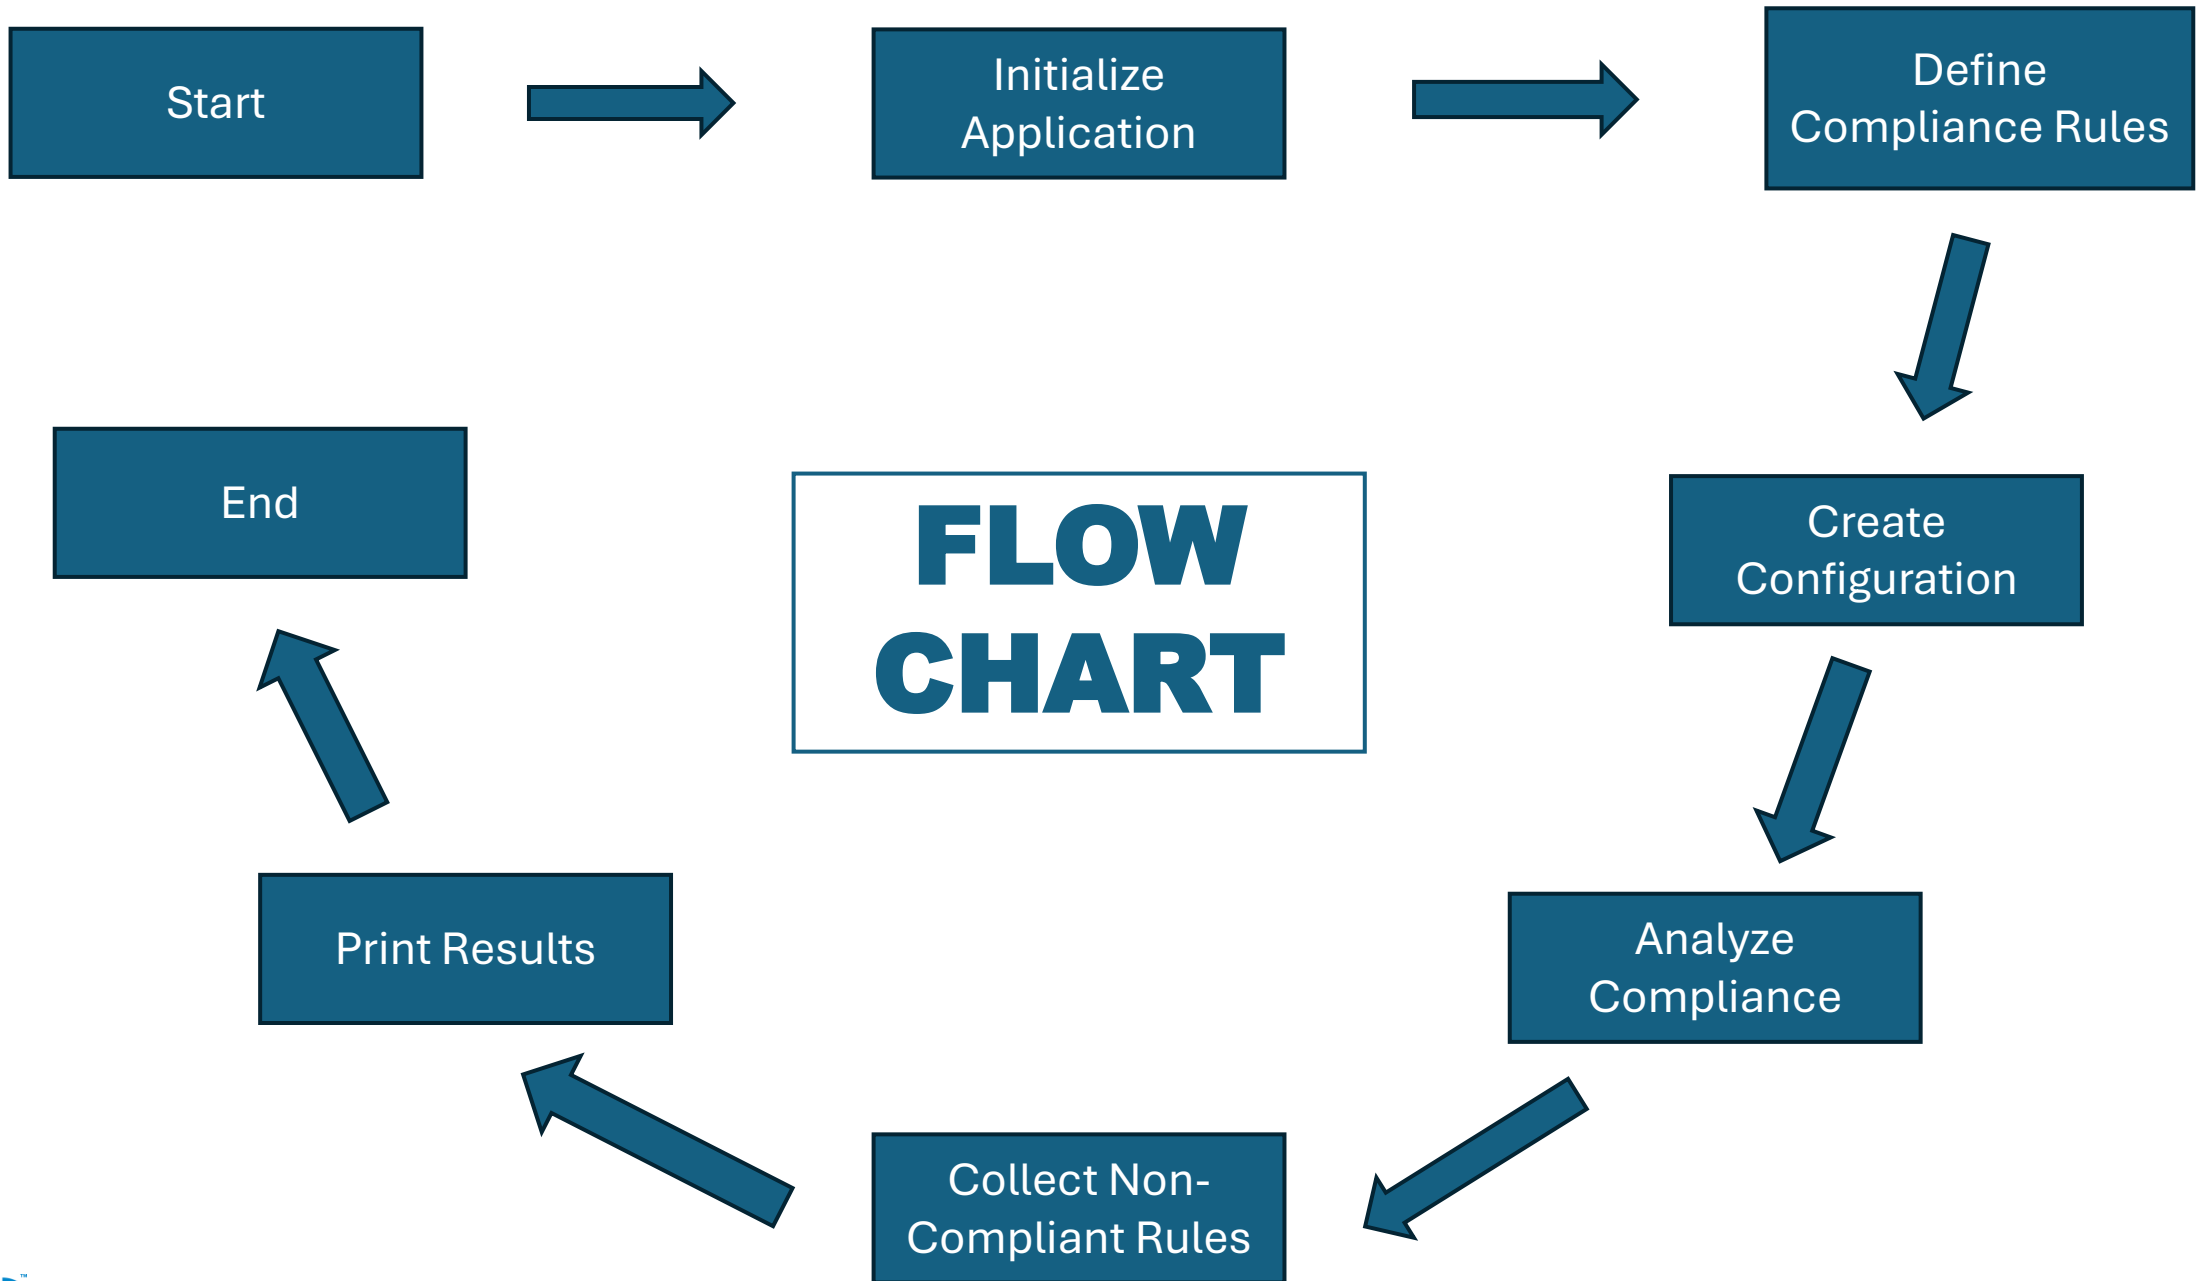 Start
Initialize
Application
Define
Compliance Rules
End
FLOW
CHART
Create
Configuration
Print Results
Analyze
Compliance
Collect Non-
Compliant Rules
™